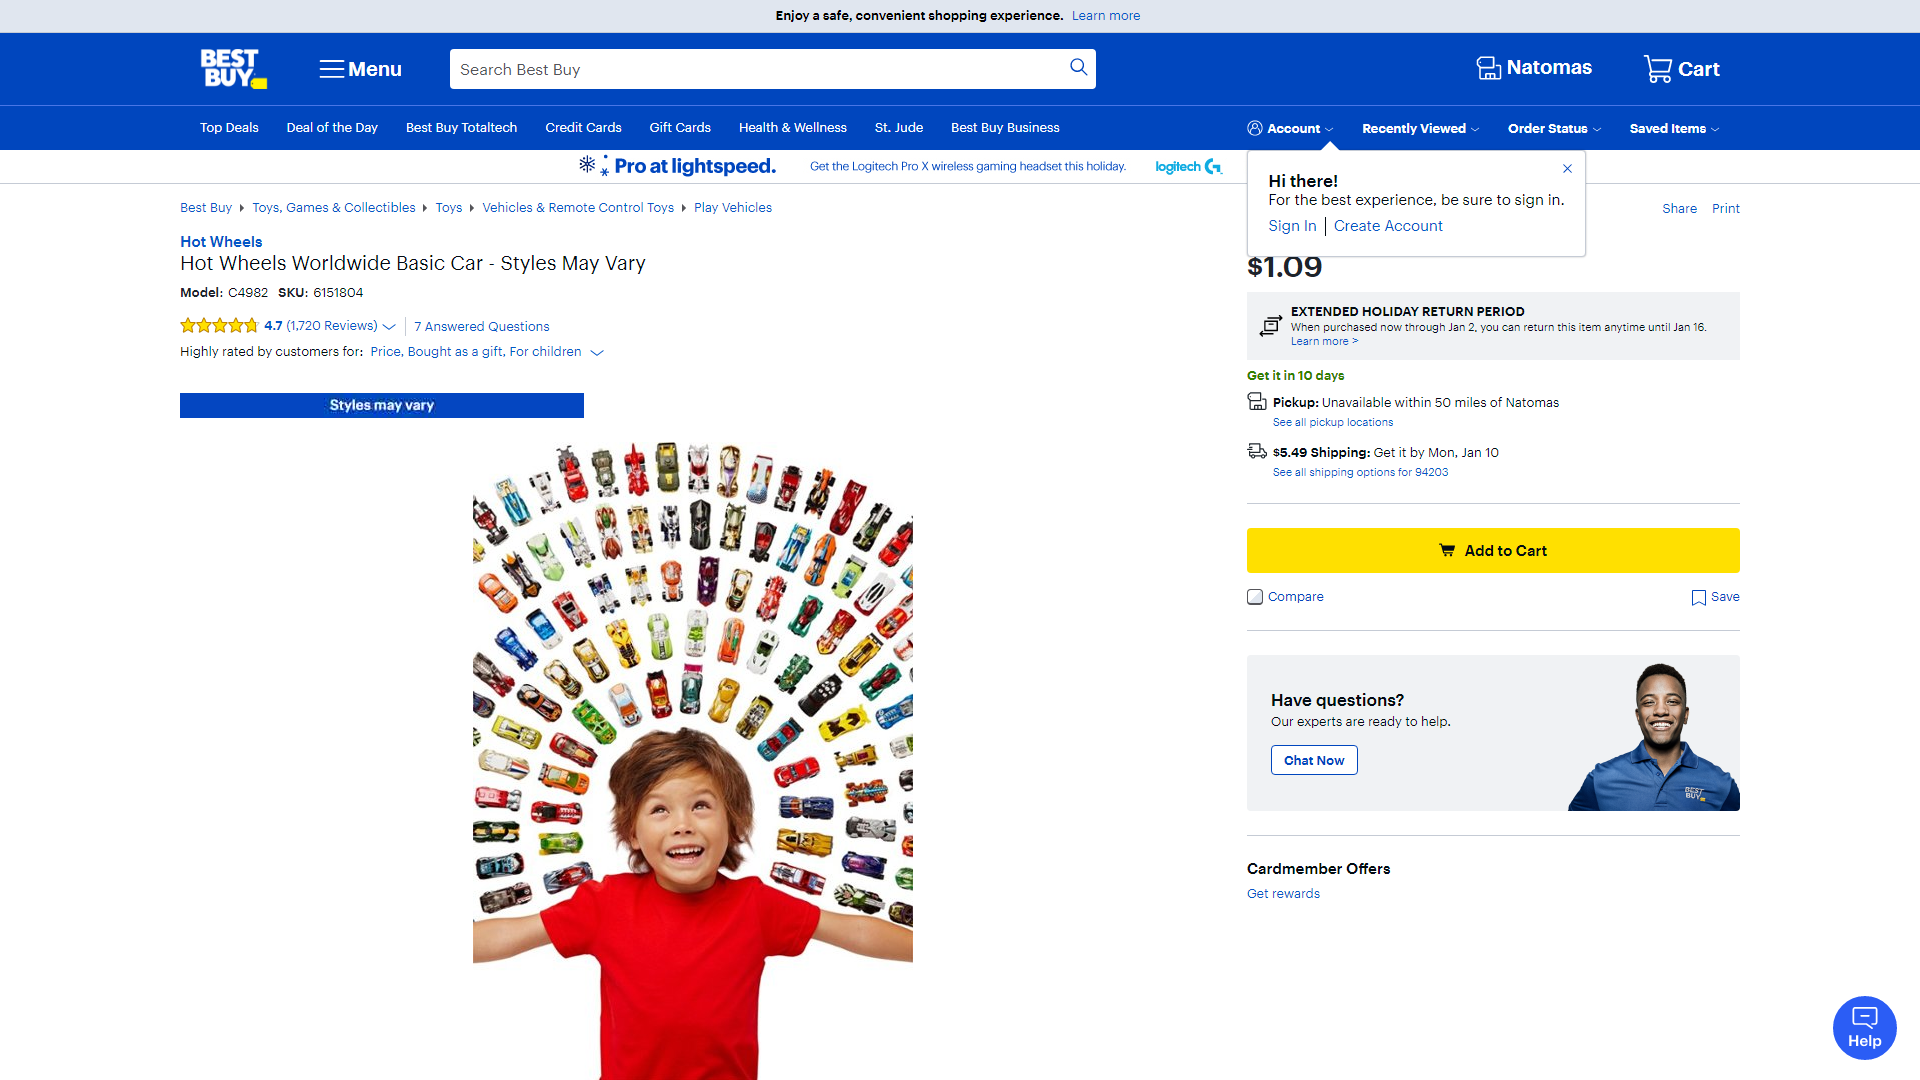 Enjoy a safe, convenient shopping experience. Learn more
BEST BUY
Menu
Search Best Buy
Natomas
Cart
Top Deals
Deal of the Day
Best Buy Totaltech
Credit Cards
Gift Cards
Health & Wellness
St. Jude
Best Buy Business
Account
Recently Viewed
Order Status
Saved Items
Pro at lightspeed.
Get the Logitech Pro X wireless gaming headset this holiday.
logitech G
Hi there!
For the best experience, be sure to sign in.
Sign In
Create Account
Best Buy
Toys, Games & Collectibles
Toys
Vehicles & Remote Control Toys
Play Vehicles
Share
Print
Hot Wheels
Hot Wheels Worldwide Basic Car - Styles May Vary
Model: C4982 SKU: 6151804
4.7 (1,720 Reviews)
7 Answered Questions
Highly rated by customers for: Price, Bought as a gift, For children
Styles may vary
$1.09
EXTENDED HOLIDAY RETURN PERIOD
When purchased now through Jan 2, you can return this item anytime until Jan 16.
Learn more >
Get it in 10 days
Pickup: Unavailable within 50 miles of Natomas
See all pickup locations
$5.49 Shipping: Get it by Mon, Jan 10
See all shipping options for 94203
Add to Cart
Compare
Save
Have questions?
Our experts are ready to help.
Chat Now
BEST BUY
Cardmember Offers
Get rewards
Help